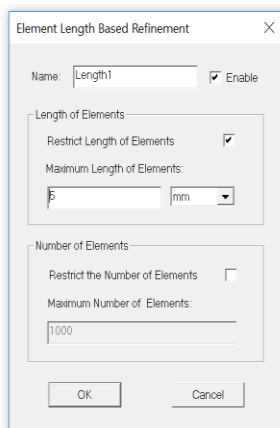 Element Length Based Refinement
Name: Length1 Enable
Length of Elements
Restrict Length of Elements
Maximum Length of Elements:
5 mm
Number of Elements
Restrict the Number of Elements
Maximum Number of Elements:
1000
OK Cancel